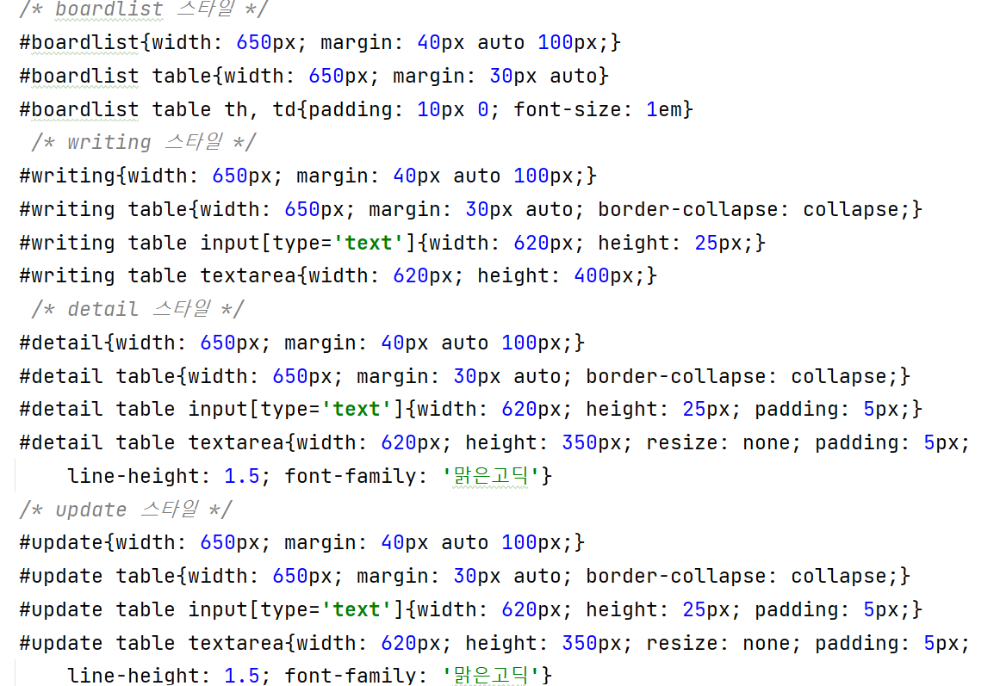 /* boardlist 스타일 */
#boardlist{width: 650px; margin: 40px auto 100px;}
#boardlist table{width: 650px; margin: 30px auto}
#boardlist table th, td{padding: 10px 0; font-size: 1em}
/* writing 스타일 */
#writing{width: 650px; margin: 40px auto 100px;}
#writing table{width: 650px; margin: 30px auto; border-collapse: collapse;}
#writing table input[type='text']{width: 620px; height: 25px;}
#writing table textarea{width: 620px; height: 400px;}
/* detail 스타일 */
#detail{width: 650px; margin: 40px auto 100px;}
#detail table{width: 650px; margin: 30px auto; border-collapse: collapse;}
#detail table input[type='text']{width: 620px; height: 25px; padding: 5px;}
#detail table textarea{width: 620px; height: 350px; resize: none; padding: 5px;
line-height: 1.5; font-family: '맑은고딕'}
/* update 스타일 */
#update{width: 650px; margin: 40px auto 100px;}
#update table{width: 650px; margin: 30px auto; border-collapse: collapse;}
#update table input[type='text']{width: 620px; height: 25px; padding: 5px;}
#update table textarea{width: 620px; height: 350px; resize: none; padding: 5px;
line-height: 1.5; font-family: '맑은고딕'}